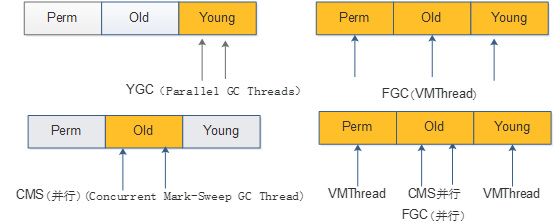 Perm Old Young
YGC (Parallel GC Threads)
Perm Old Young
FGC(VMThread)
Perm Old Young
CMS(并行)(Concurrent Mark-Sweep GC Thread)
Perm Old Young
VMThread CMS并行 VMThread
FGC(并行)